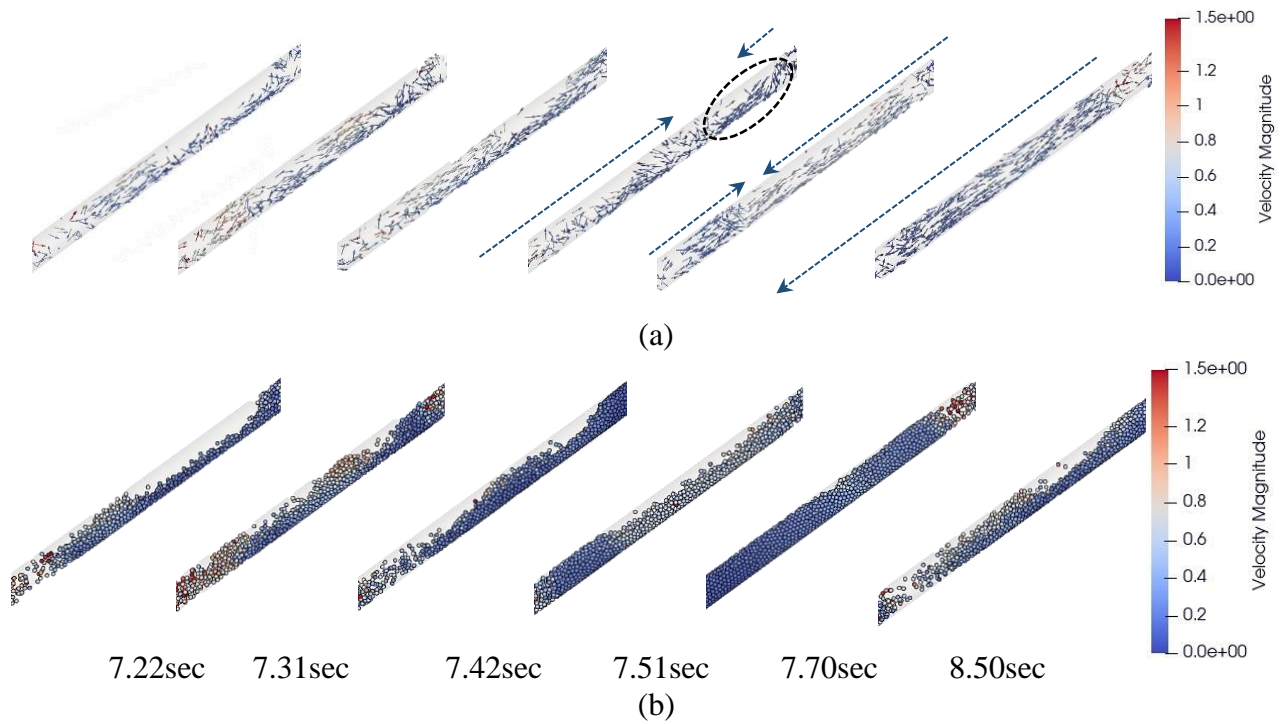 1.5e+00
1.2
1
0.8
0.6
0.4
0.2
0.0e+00
Velocity Magnitude
(a)
1.5e+00
1.2
1
0.8
0.6
0.4
0.2
0.0e+00
Velocity Magnitude
7.22sec 7.31sec 7.42sec 7.51sec 7.70sec 8.50sec
(b)